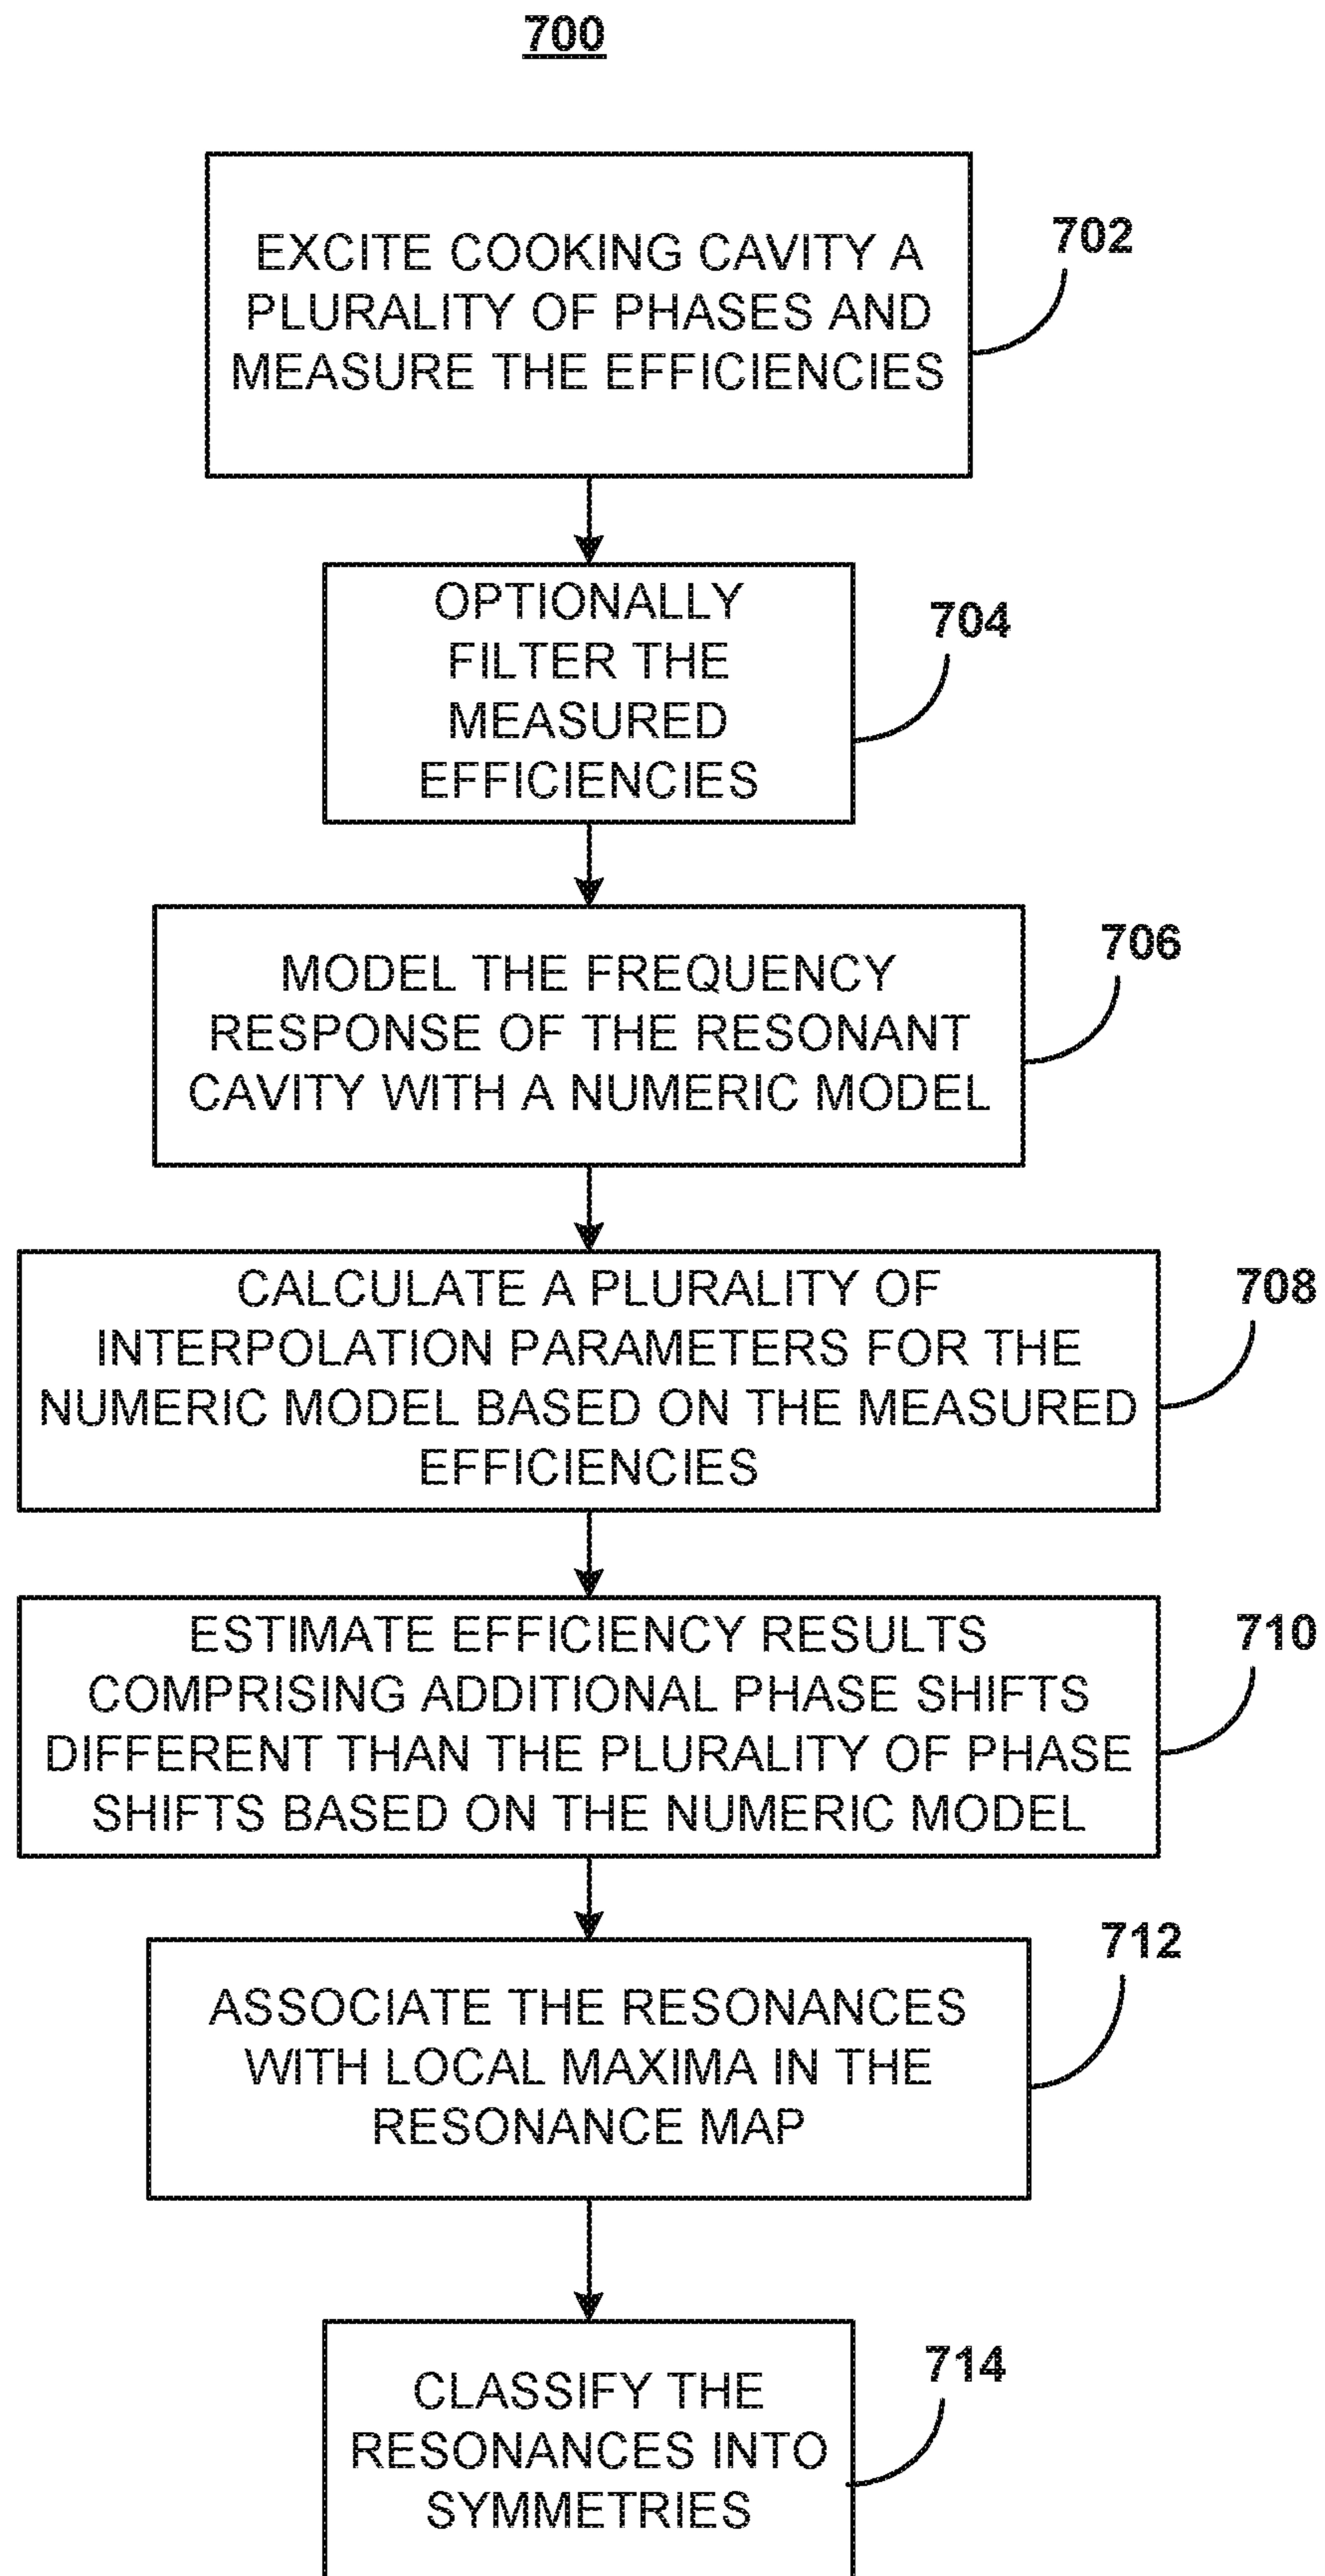 700
EXCITE COOKING CAVITY A
PLURALITY OF PHASES AND
MEASURE THE EFFICIENCIES
702
OPTIONALLY
FILTER THE
MEASURED
EFFICIENCIES
704
MODEL THE FREQUENCY
RESPONSE OF THE RESONANT
CAVITY WITH A NUMERIC MODEL
706
CALCULATE A PLURALITY OF
INTERPOLATION PARAMETERS FOR THE
NUMERIC MODEL BASED ON THE MEASURED
EFFICIENCIES
708
ESTIMATE EFFICIENCY RESULTS
COMPRISING ADDITIONAL PHASE SHIFTS
DIFFERENT THAN THE PLURALITY OF PHASE
SHIFTS BASED ON THE NUMERIC MODEL
710
ASSOCIATE THE RESONANCES
WITH LOCAL MAXIMA IN THE
RESONANCE MAP
712
CLASSIFY THE
RESONANCES INTO
SYMMETRIES
714